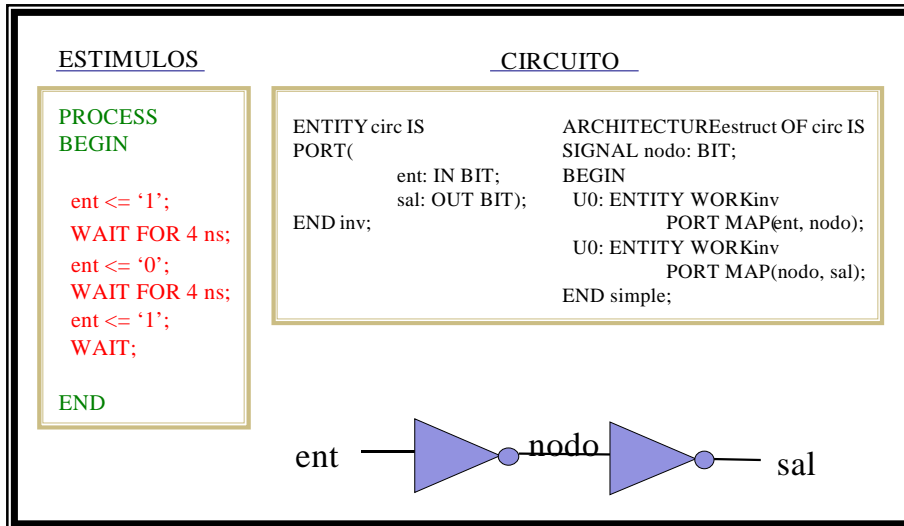 ESTIMULOS
PROCESS
BEGIN
ent <= ‘1’;
WAIT FOR 4 ns;
ent <= ‘0’;
WAIT FOR 4 ns;
ent <= ‘1’;
WAIT;
END
CIRCUITO
ENTITY circ IS
PORT(
ent: IN BIT;
sal: OUT BIT);
END inv;
ARCHITECTUREestruct OF circ IS
SIGNAL nodo: BIT;
BEGIN
U0: ENTITY WORKinv
PORT MAP(ent, nodo);
U0: ENTITY WORKinv
PORT MAP(nodo, sal);
END simple;
ent
nodo
sal